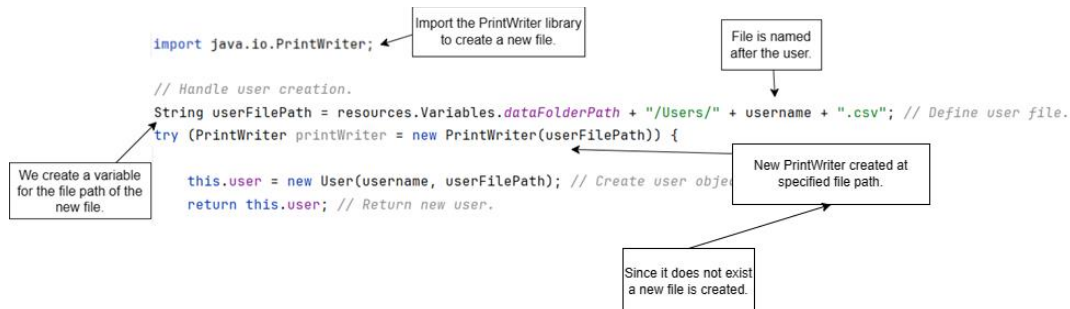 Import the PrintWriter library
to create a new file.
import java.io.PrintWriter;
File is named
after the user.
// Handle user creation.
String userFilePath = resources.Variables.dataFolderPath + "/Users/" + username + ".csv"; // Define user file.
try (PrintWriter printWriter = new PrintWriter(userFilePath)) {
We create a variable
for the file path of the
new file.
New PrintWriter created at
specified file path.
this.user = new User(username, userFilePath); // Create user obje
return this.user; // Return new user.
Since it does not exist
a new file is created.